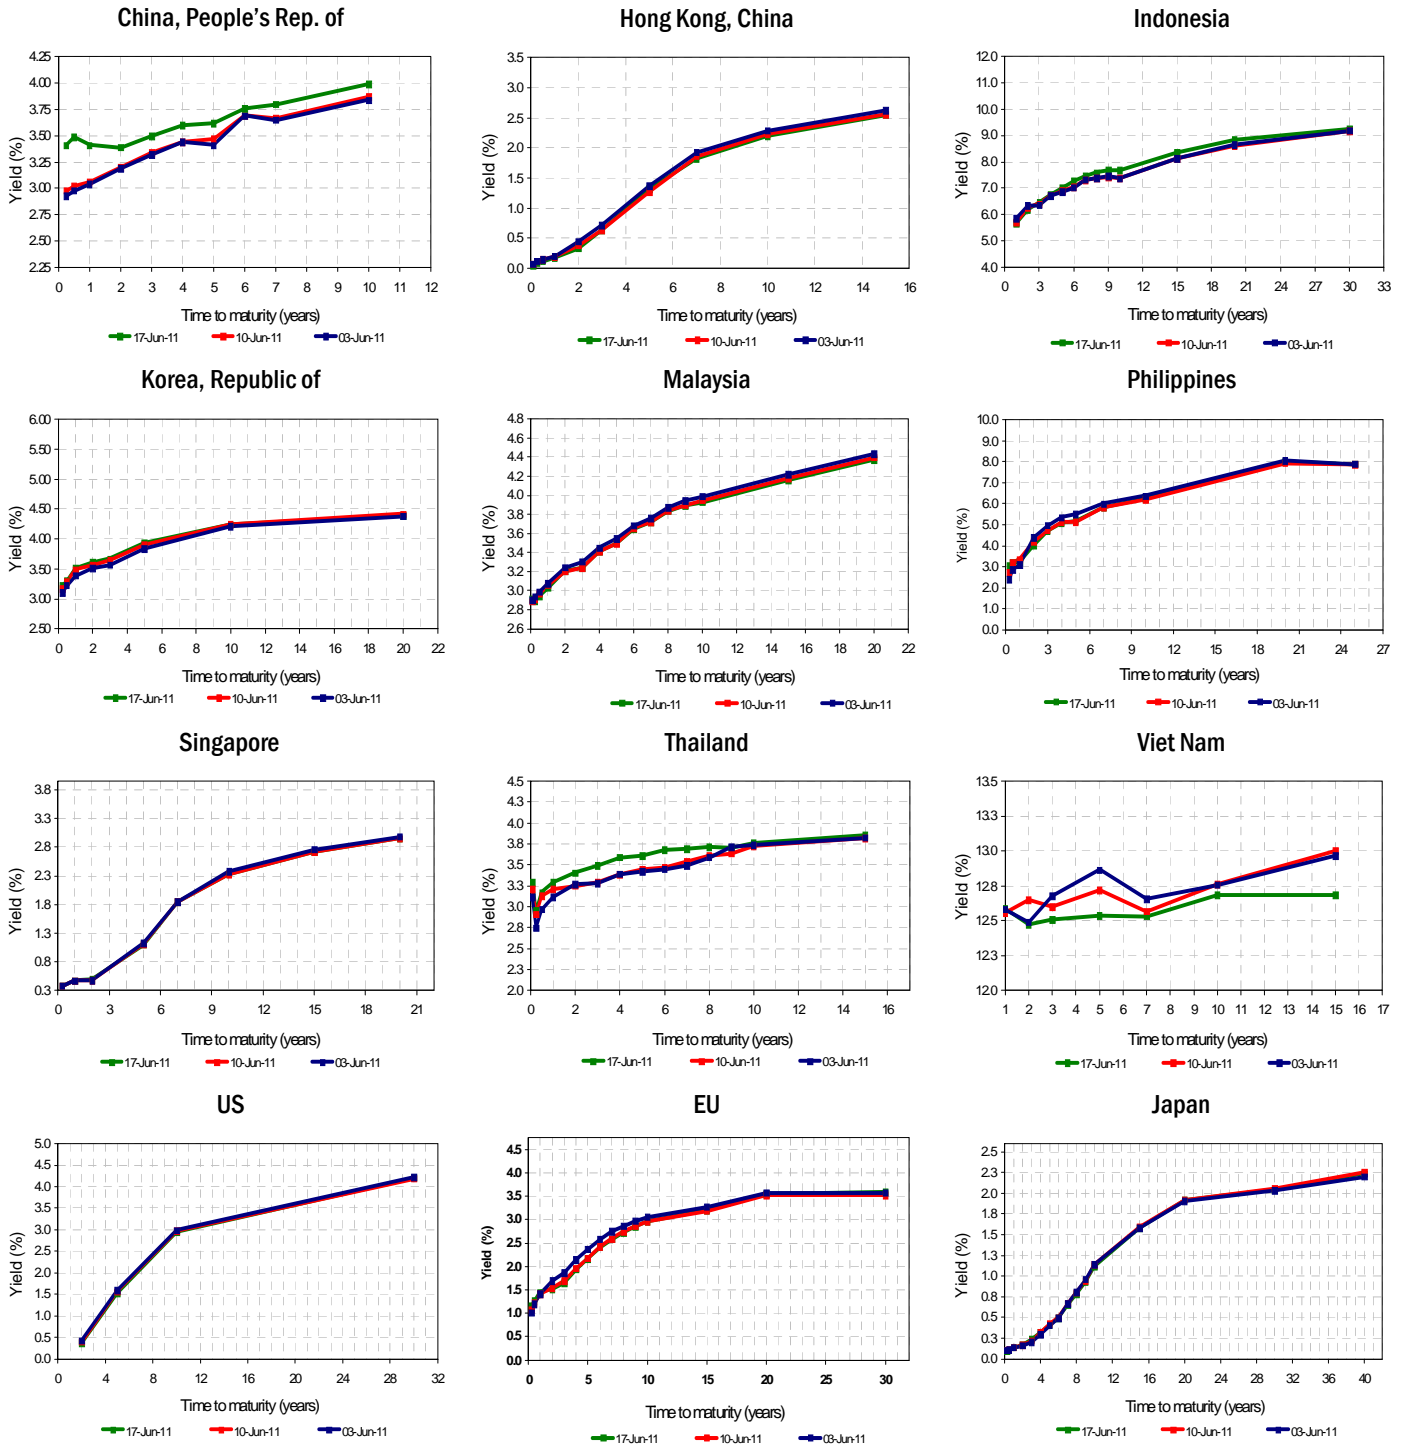 China, People's Rep. of
Yield (%)
4.25
4.00
3.75
3.50
3.25
3.00
2.75
2.50
2.25
0 1 2 3 4 5 6 7 8 10 11 12
Time to maturity (years)
17-Jun-11 10-Jun-11 03-Jun-11
Hong Kong, China
Yield (%)
3.5
3.0
2.5
2.0
1.5
1.0
0.5
0.0
0 2 4 6 8 10 12 14 16
Time to maturity (years)
17-Jun-11 10-Jun-11 03-Jun-11
Indonesia
Yield (%)
12.0
11.0
10.0
9.0
8.0
7.0
6.0
5.0
4.0
0 3 6 9 12 15 18 21 24 27 30 33
Time to maturity (years)
17-Jun-11 10-Jun-11 03-Jun-11
Korea, Republic of
Yield (%)
6.00
5.50
5.00
4.50
4.00
3.50
3.00
2.50
0 2 4 6 8 10 12 14 16 18 20 22
Time to maturity (years)
17-Jun-11 10-Jun-11 03-Jun-11
Malaysia
Yield (%)
4.8
4.6
4.4
4.2
4.0
3.8
3.6
3.4
3.2
3.0
2.8
2.6
0 2 4 6 8 10 12 14 16 18 20 22
Time to maturity (years)
17-Jun-11 10-Jun-11 03-Jun-11
Philippines
Yield (%)
10.0
9.0
8.0
7.0
6.0
5.0
4.0
3.0
2.0
1.0
0.0
0 3 6 9 12 15 18 21 24 27
Time to maturity (years)
17-Jun-11 10-Jun-11 03-Jun-11
Singapore
Yield (%)
3.8
3.3
2.8
2.3
1.8
1.3
0.8
0.3
0 3 6 9 12 15 18 21
Time to maturity (years)
17-Jun-11 10-Jun-11 03-Jun-11
Thailand
Yield (%)
4.5
4.3
4.0
3.8
3.5
3.3
3.0
2.8
2.5
2.3
2.0
0 2 4 6 8 10 12 14 16
Time to maturity (years)
17-Jun-11 10-Jun-11 03-Jun-11
Viet Nam
Yield (%)
13.5
13.3
13.0
12.8
12.5
12.3
12.0
1 2 3 4 5 6 7 8 9 10 11 12 13 14 15 16 17
Time to maturity (years)
17-Jun-11 10-Jun-11 03-Jun-11
US
Yield (%)
5.0
4.5
4.0
3.5
3.0
2.5
2.0
1.5
1.0
0.5
0.0
0 4 8 12 16 20 24 28 32
Time to maturity (years)
17-Jun-11 10-Jun-11 03-Jun-11
EU
Yield (%)
4.5
4.0
3.5
3.0
2.5
2.0
1.5
1.0
0.5
0.0
0 5 10 15 20 25 30
Time to maturity (years)
17-Jun-11 10-Jun-11 03-Jun-11
Japan
Yield (%)
2.5
2.3
2.0
1.8
1.5
1.3
1.0
0.8
0.5
0.3
0.0
0 4 8 12 16 20 24 28 32 36 40
Time to maturity (years)
17-Jun-11 10-Jun-11 03-Jun-11